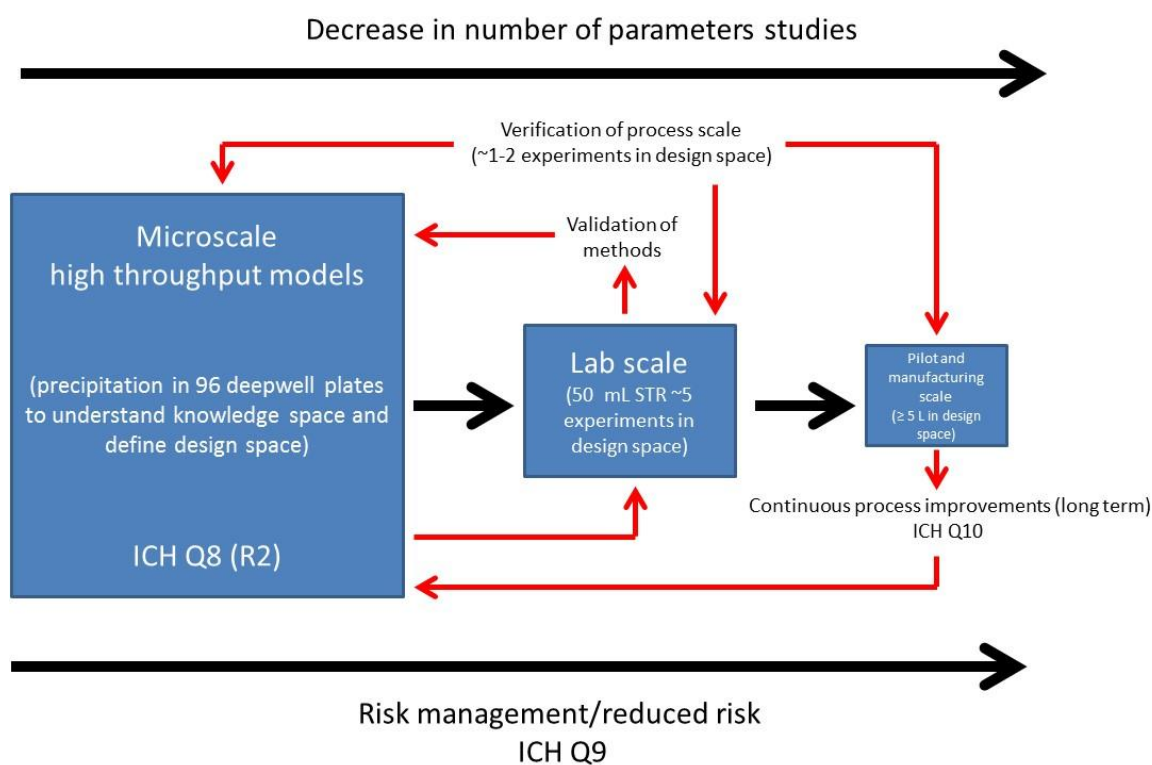 Decrease in number of parameters studies
Verification of process scale
(~1-2 experiments in design space)
Microscale
high throughput models
(precipitation in 96 deepwell plates
to understand knowledge space and
define design space)
ICH Q8 (R2)
Validation of
methods
Lab scale
(50 mL STR ~5
experiments in
design space)
Pilot and
manufacturing
scale
(≥ 5 L in design
space)
Continuous process improvements (long term)
ICH Q10
Risk management/reduced risk
ICH Q9